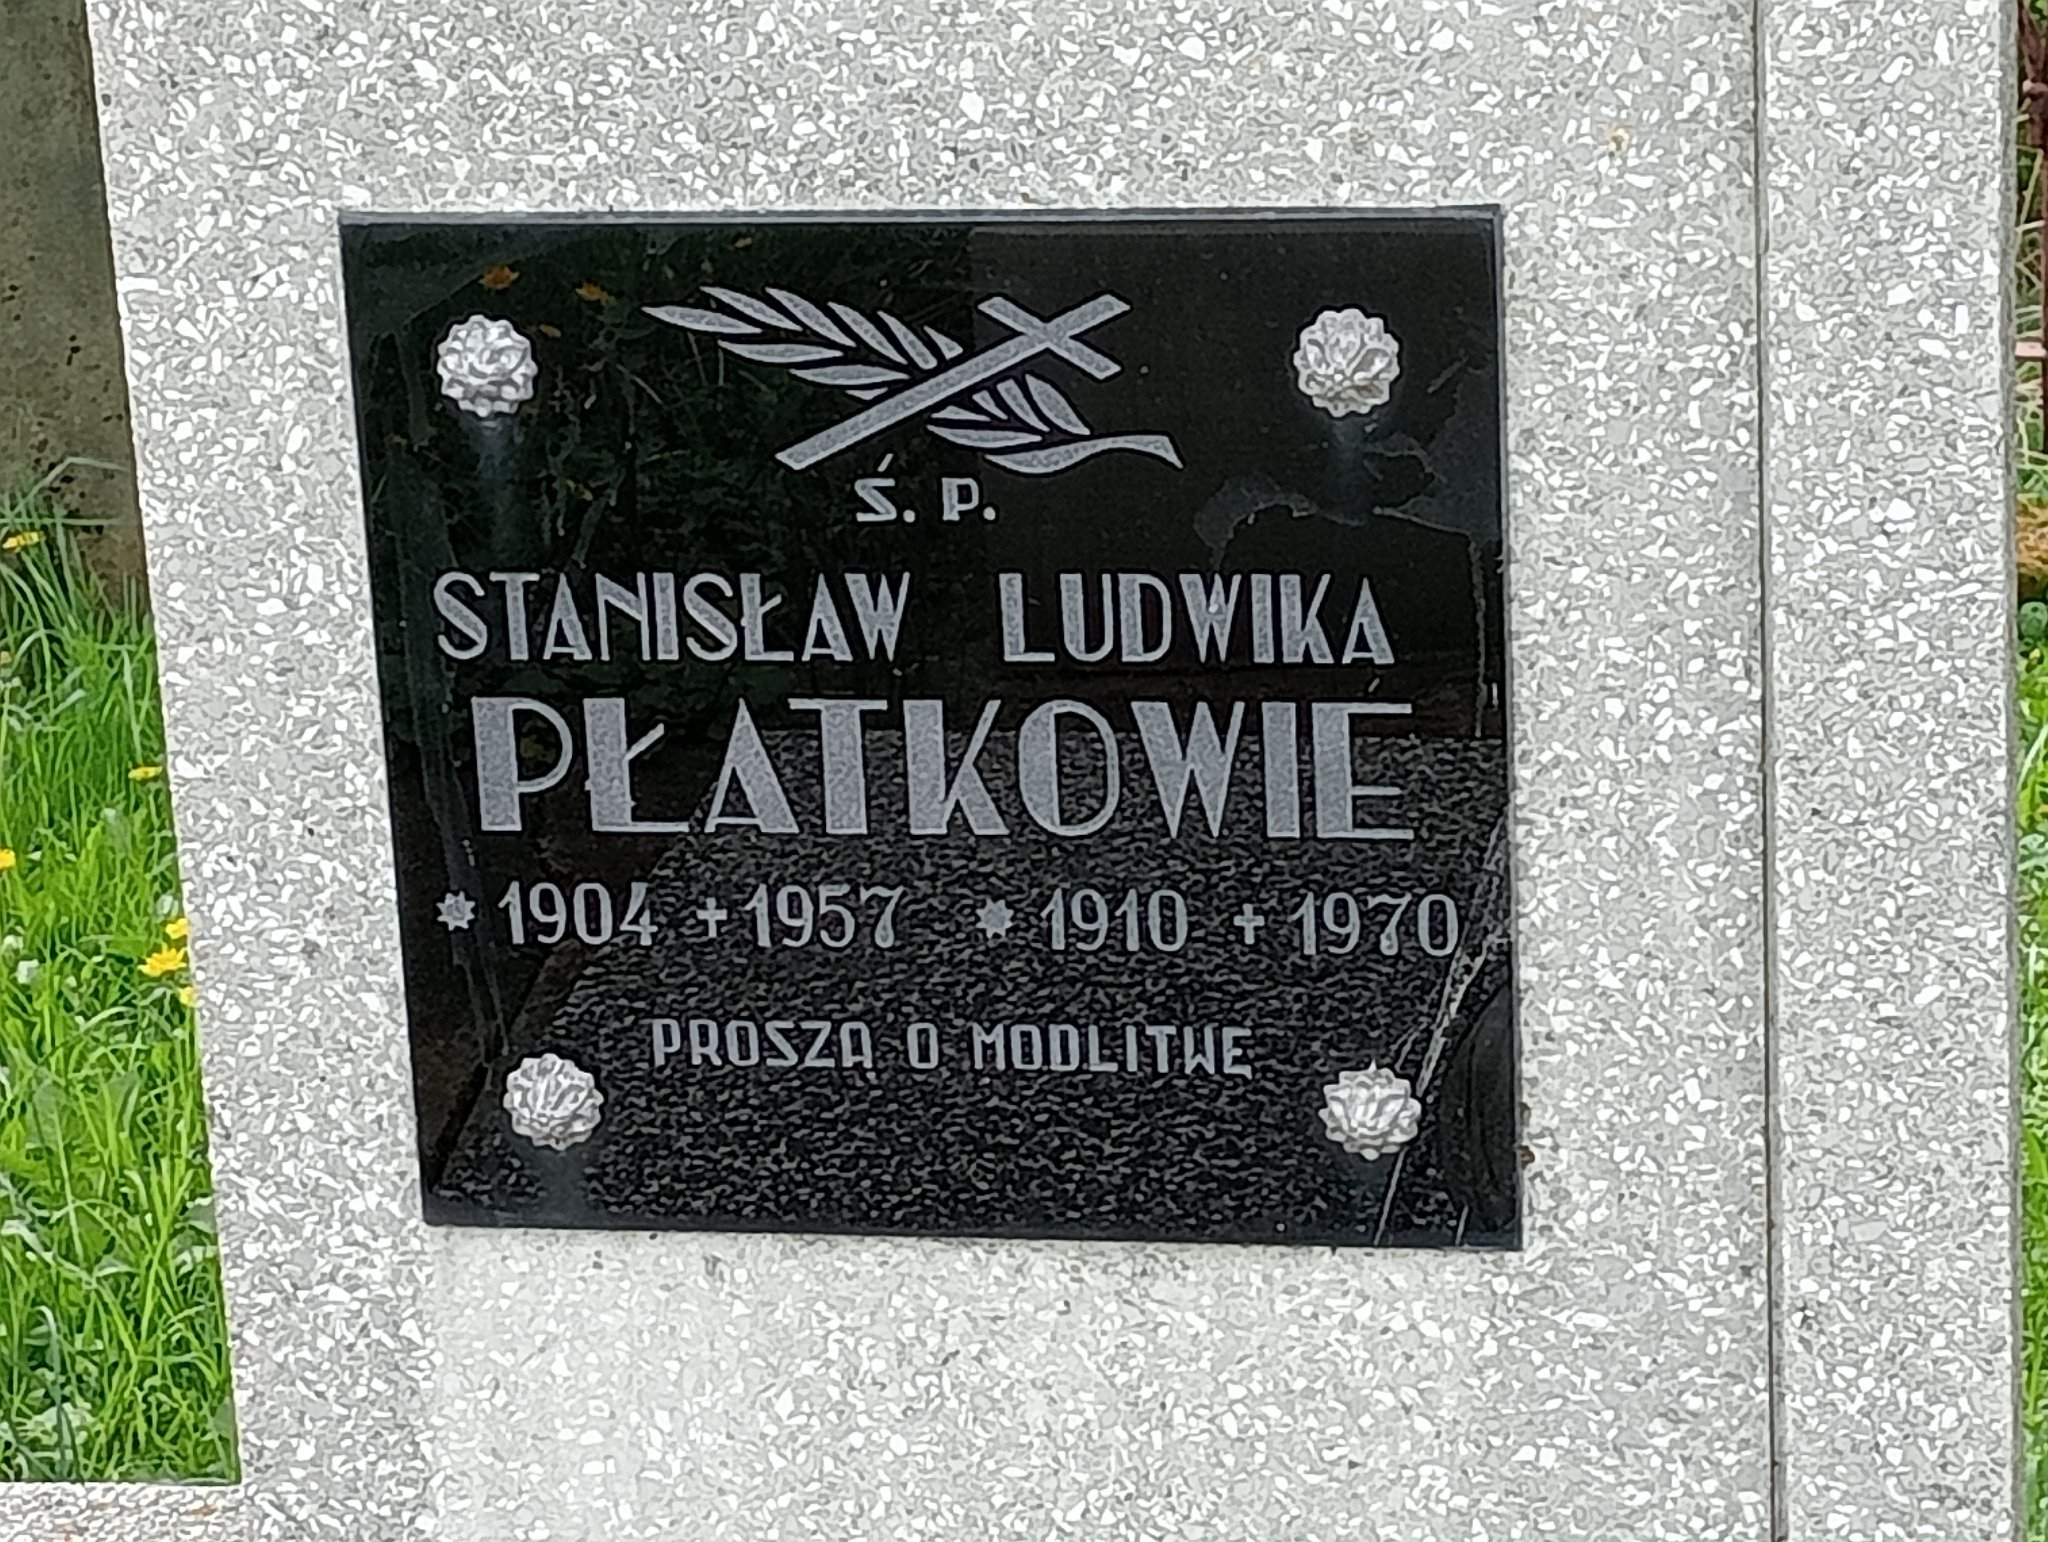 Ś. P.
STANISŁAW LUDWIKA
PŁATKOWIE
* 1904 + 1957 * 1910 + 1970
PROSZĄ O MODLITWĘ